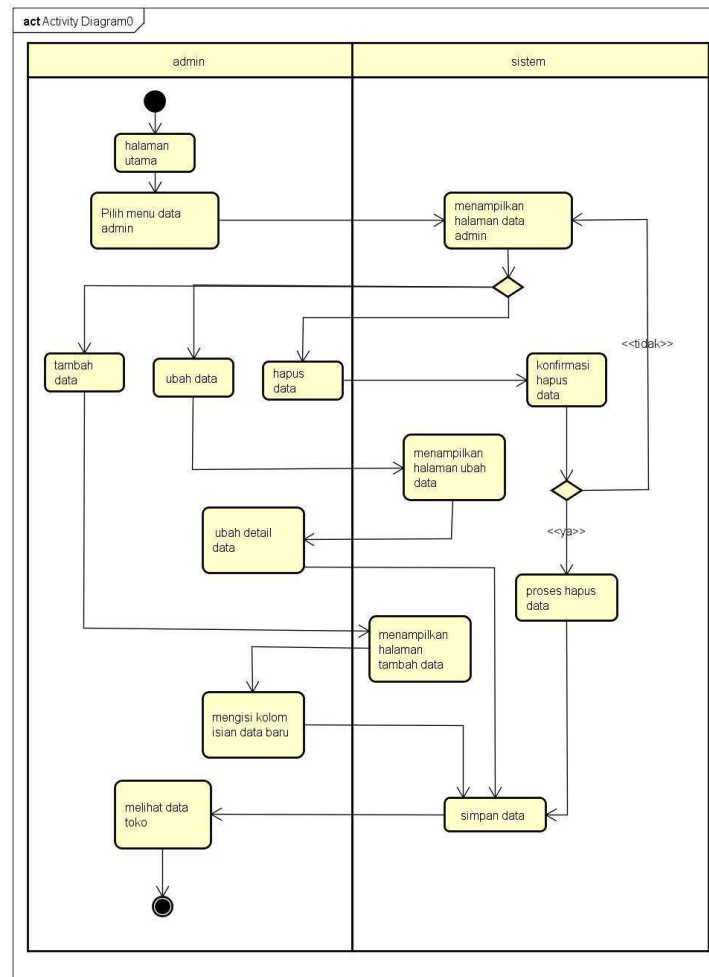 act Activity Diagram0
admin
sistem
halaman
utama
Pilih menu data
admin
menampilkan
halaman data
admin
<<tidak>>
tambah
data
ubah data
hapus
data
konfirmasi
hapus
data
menampilkan
halaman ubah
data
ubah detail
data
<<ya>>
proses hapus
data
menampilkan
halaman
tambah data
mengisi kolom
isian data baru
melihat data
toko
simpan data